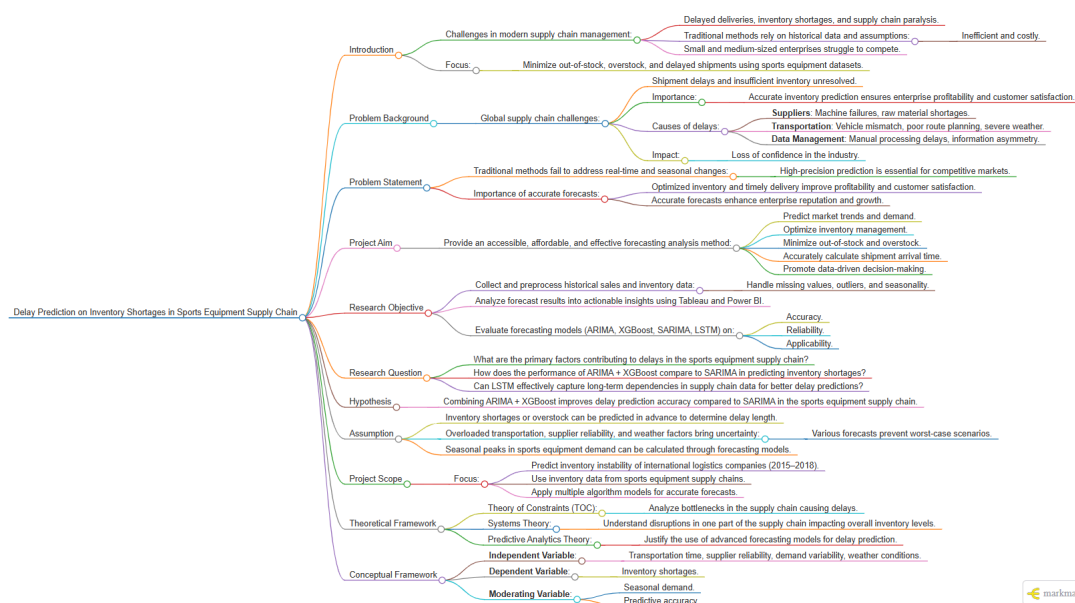 Delay Prediction on Inventory Shortages in Sports Equipment Supply Chain
Introduction
Challenges in modern supply chain management:
Delayed deliveries, inventory shortages, and supply chain paralysis.
Traditional methods rely on historical data and assumptions:
Inefficient and costly.
Small and medium-sized enterprises struggle to compete.
Focus:
Minimize out-of-stock, overstock, and delayed shipments using sports equipment datasets.
Problem Background
Global supply chain challenges:
Shipment delays and insufficient inventory unresolved.
Importance:
Accurate inventory prediction ensures enterprise profitability and customer satisfaction.
Causes of delays:
Suppliers: Machine failures, raw material shortages.
Transportation: Vehicle mismatch, poor route planning, severe weather.
Data Management: Manual processing delays, information asymmetry.
Impact:
Loss of confidence in the industry.
Problem Statement
Traditional methods fail to address real-time and seasonal changes:
High-precision prediction is essential for competitive markets.
Importance of accurate forecasts:
Optimized inventory and timely delivery improve profitability and customer satisfaction.
Accurate forecasts enhance enterprise reputation and growth.
Project Aim
Provide an accessible, affordable, and effective forecasting analysis method:
Predict market trends and demand.
Optimize inventory management.
Minimize out-of-stock and overstock.
Accurately calculate shipment arrival time.
Promote data-driven decision-making.
Research Objective
Collect and preprocess historical sales and inventory data:
Handle missing values, outliers, and seasonality.
Analyze forecast results into actionable insights using Tableau and Power BI.
Evaluate forecasting models (ARIMA, XGBoost, SARIMA, LSTM) on:
Accuracy.
Reliability.
Applicability.
Research Question
What are the primary factors contributing to delays in the sports equipment supply chain?
How does the performance of ARIMA + XGBoost compare to SARIMA in predicting inventory shortages?
Can LSTM effectively capture long-term dependencies in supply chain data for better delay predictions?
Hypothesis
Combining ARIMA + XGBoost improves delay prediction accuracy compared to SARIMA in the sports equipment supply chain.
Assumption
Inventory shortages or overstock can be predicted in advance to determine delay length.
Overloaded transportation, supplier reliability, and weather factors bring uncertainty:
Various forecasts prevent worst-case scenarios.
Seasonal peaks in sports equipment demand can be calculated through forecasting models.
Project Scope
Focus:
Predict inventory instability of international logistics companies (2015–2018).
Use inventory data from sports equipment supply chains.
Apply multiple algorithm models for accurate forecasts.
Theoretical Framework
Theory of Constraints (TOC):
Analyze bottlenecks in the supply chain causing delays.
Systems Theory:
Understand disruptions in one part of the supply chain impacting overall inventory levels.
Predictive Analytics Theory:
Justify the use of advanced forecasting models for delay prediction.
Conceptual Framework
Independent Variable:
Transportation time, supplier reliability, demand variability, weather conditions.
Dependent Variable:
Inventory shortages.
Moderating Variable:
Seasonal demand.
Predictive accuracy
markma